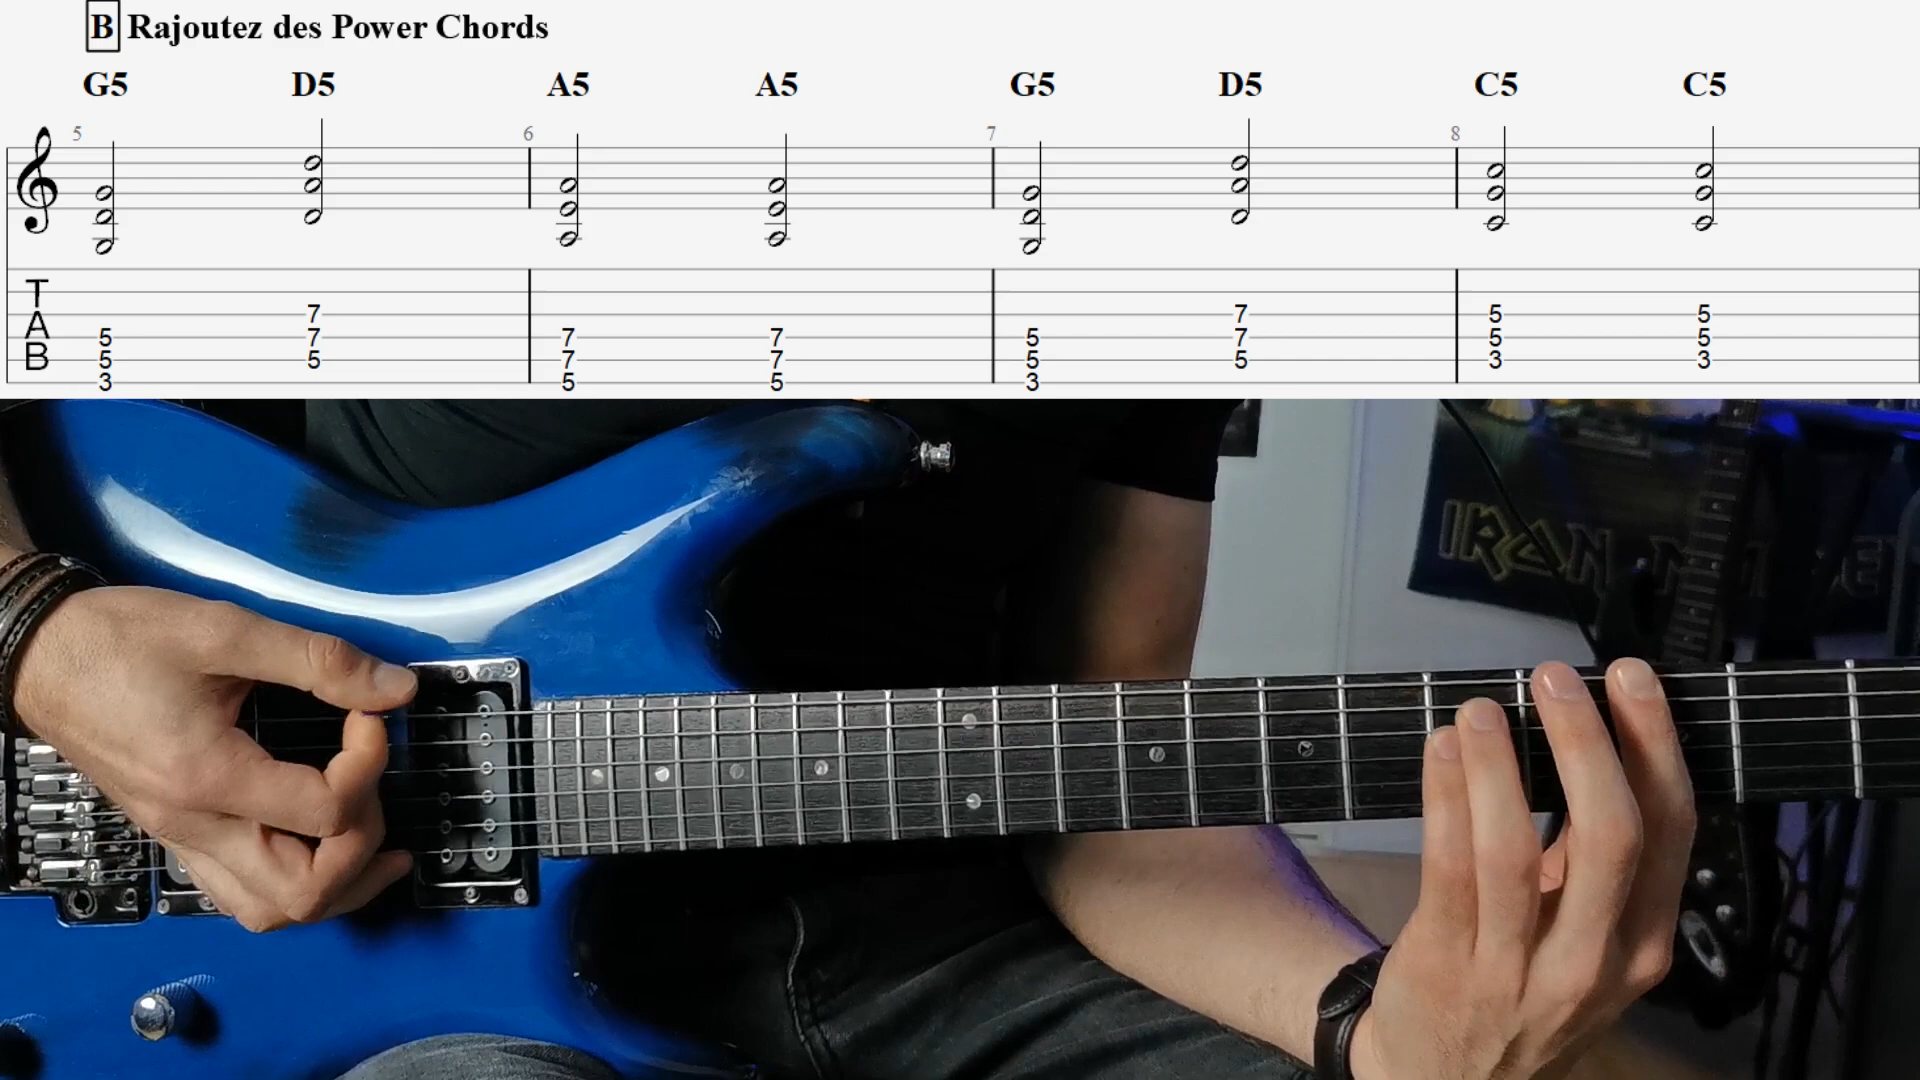 B Rajoutez des Power Chords
G5 D5 A5 A5 G5 D5 C5 C5
5 6 7 8
T
A
B
7 7 5 5
5 7 7 7 5 7 5 5
5 5 7 7 5 5 3 3
3 5 5 3
IRON